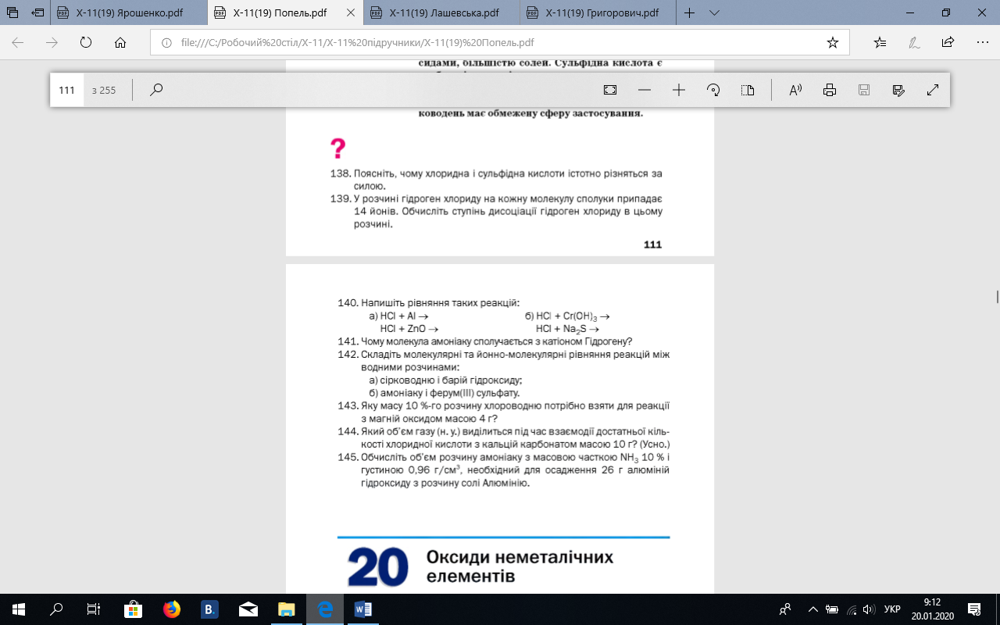 Х-11(19) Ярошенко.pdf
Х-11(19) Попель.pdf
Х-11(19) Лашевська.pdf
Х-11(19) Григорович.pdf
file:///C:/Робочий%20стіл/Х-11/Х-11%20підручники/Х-11(19)%20Попель.pdf
сидами, більшістю солей. Сульфідна кислота є
111 з 255
ководень має обмежену сферу застосування.
?
138. Поясніть, чому хлоридна і сульфідна кислоти істотно різняться за
силою.
139. У розчині гідроген хлориду на кожну молекулу сполуки припадає
14 йонів. Обчисліть ступінь дисоціації гідроген хлориду в цьому
розчині.
111
140. Напишіть рівняння таких реакцій:
а) HCl + Al → б) HCl + Cr(OH)₃ →
HCl + ZnO → HCl + Na₂S →
141. Чому молекула амоніаку сполучається з катіоном Гідрогену?
142. Складіть молекулярні та йонно-молекулярні рівняння реакцій між
водними розчинами:
а) сірководню і барій гідроксиду;
б) амоніаку і ферум(III) сульфату.
143. Яку масу 10 %-го розчину хлороводню потрібно взяти для реакції
з магній оксидом масою 4 г?
144. Який об'єм газу (н. у.) виділиться під час взаємодії достатньої кіль-
кості хлоридної кислоти з кальцій карбонатом масою 10 г? (Усно.)
145. Обчисліть об'єм розчину амоніаку з масовою часткою NH₃ 10 % і
густиною 0,96 г/см³, необхідний для осадження 26 г алюміній
гідроксиду з розчину солі Алюмінію.
20 Оксиди неметалічних
елементів
УКР
9:12
20.01.2020